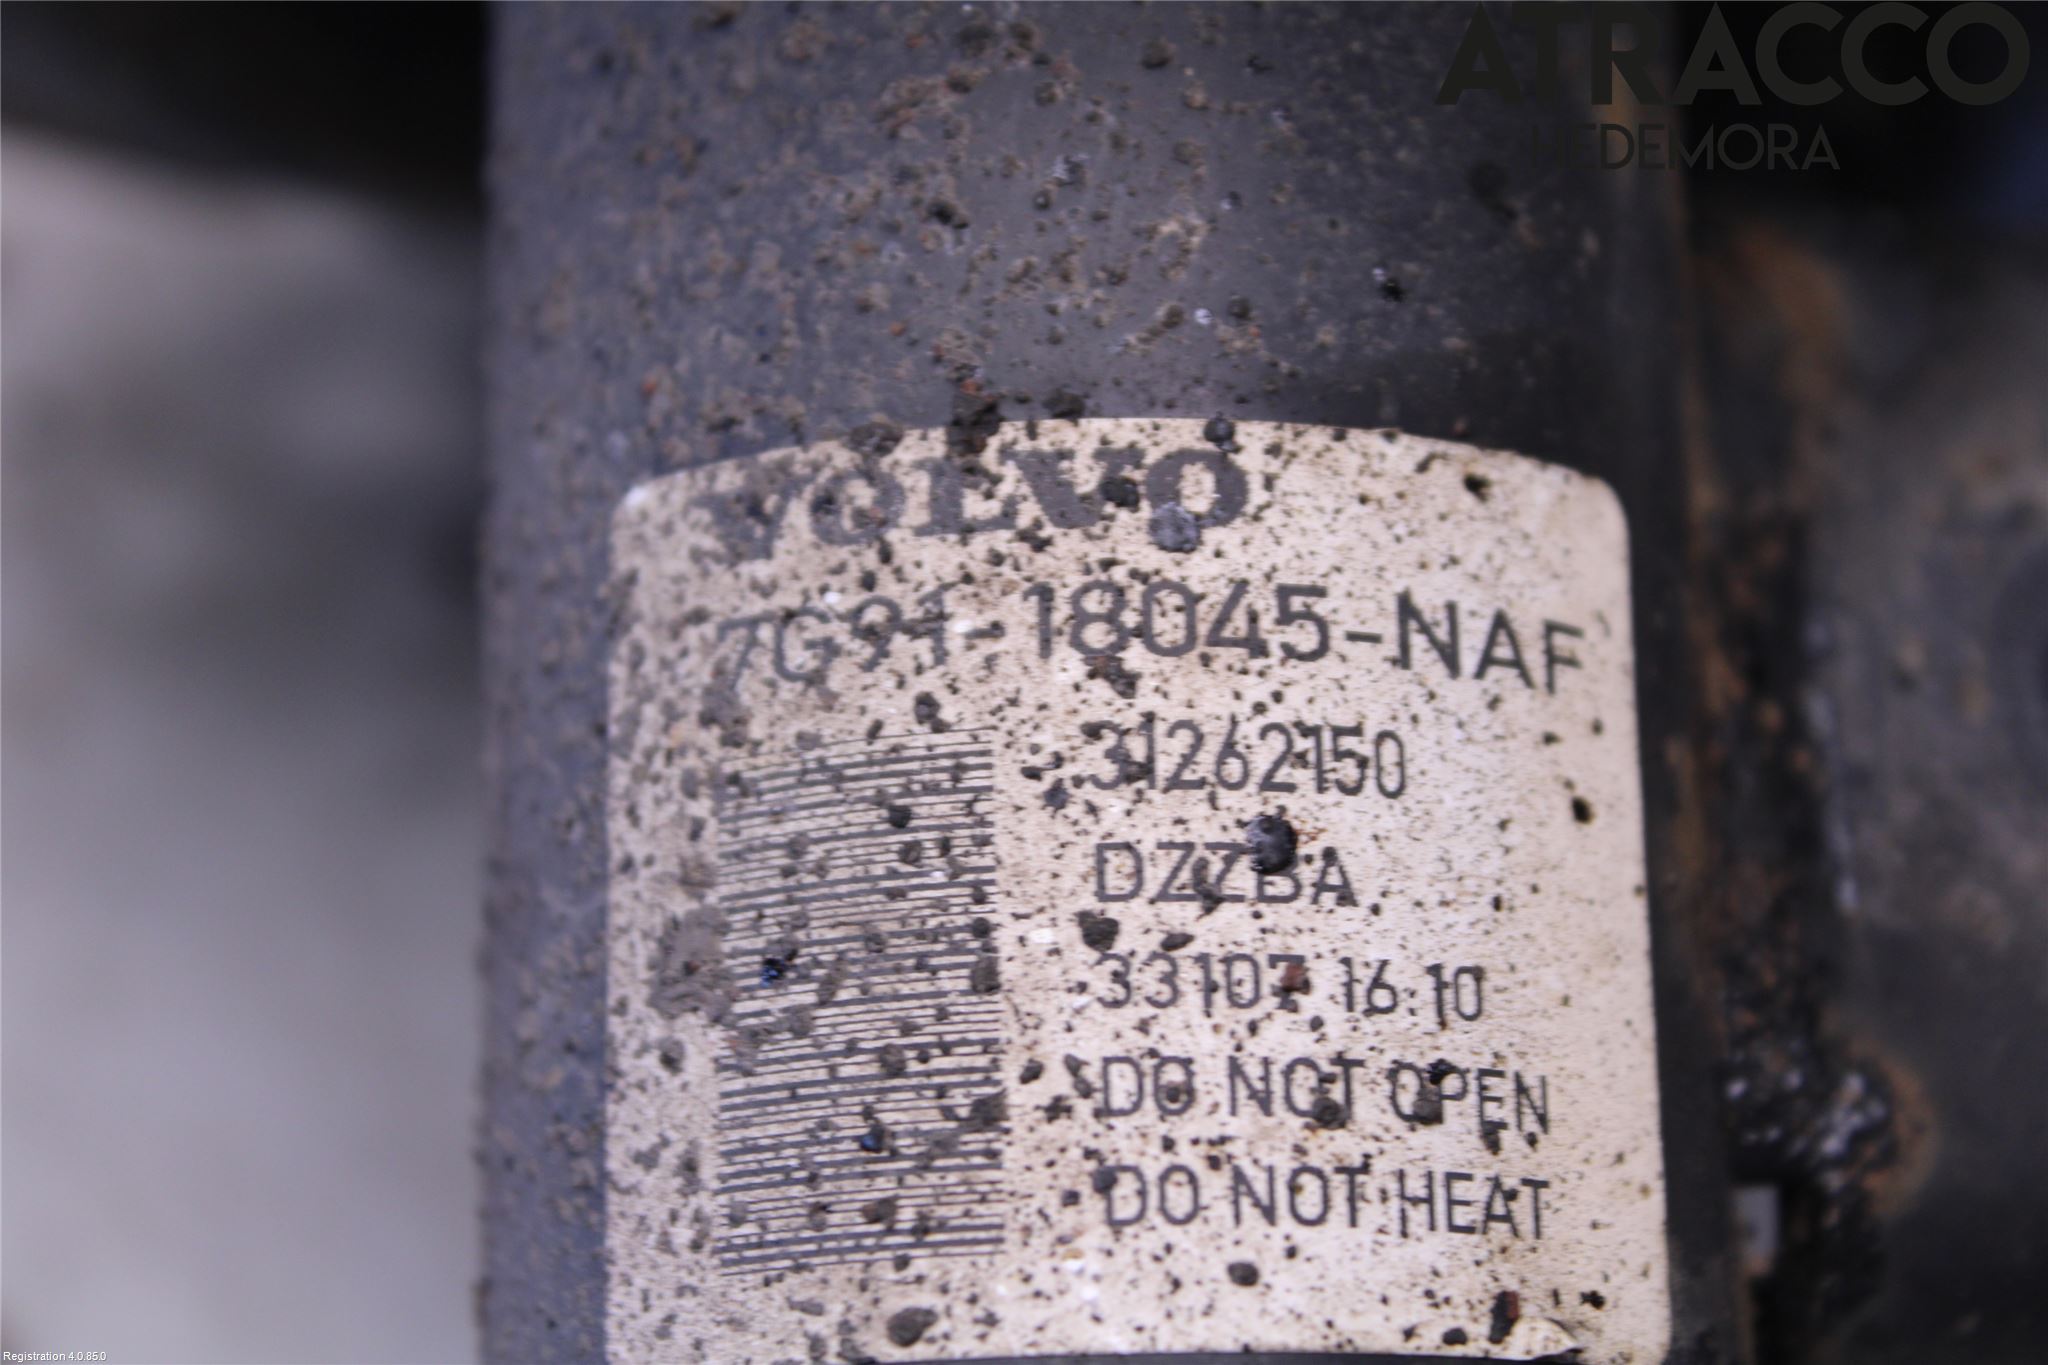 ATRACCO
HEDEMORA
VOLVO
7G91-18045-NAF
31262150
DZZBA
33107 16 10
DO NOT OPEN
DO NOT HEAT
Registration 4.0.85.0